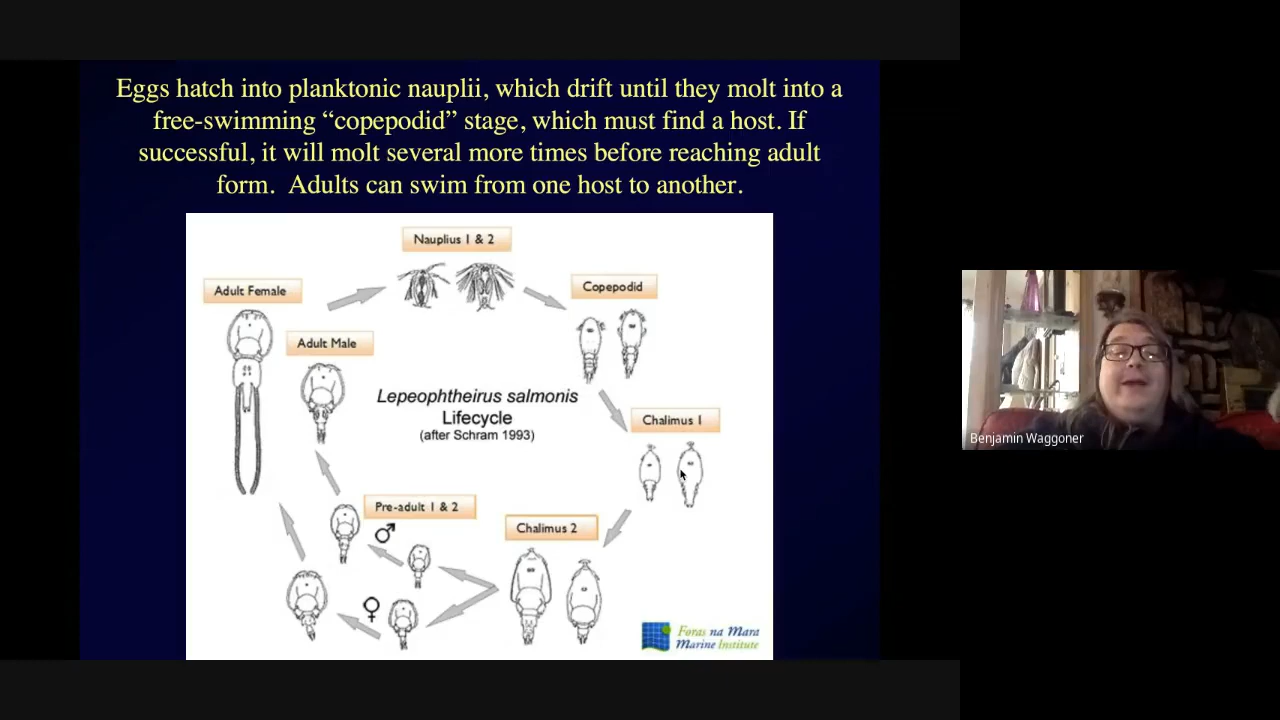 Eggs hatch into planktonic nauplii, which drift until they molt into a
free-swimming “copepodid” stage, which must find a host. If
successful, it will molt several more times before reaching adult
form.  Adults can swim from one host to another.
Nauplius 1 & 2
Copepodid
Adult Female
Adult Male
Lepeophtheirus salmonis
Lifecycle
(after Schram 1993)
Chalimus 1
Pre-adult 1 & 2
♂
Chalimus 2
♀
Foras na Mara
Marine Institute
Benjamin Waggoner